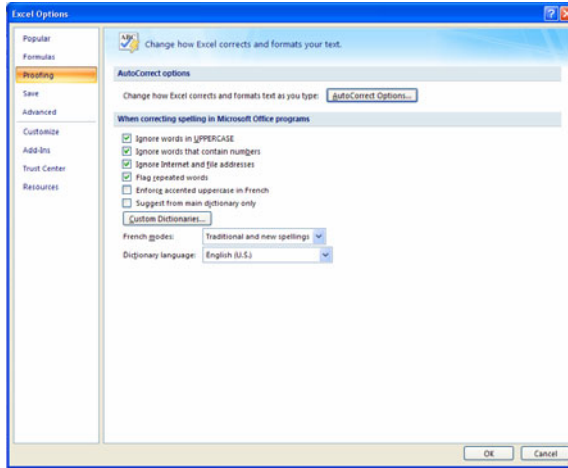 Excel Options
Popular
Formulas
Proofing
Save
Advanced
Customize
Add-Ins
Trust Center
Resources
ABC
Change how Excel corrects and formats your text.
AutoCorrect options
Change how Excel corrects and formats text as you type: AutoCorrect Options...
When correcting spelling in Microsoft Office programs
Ignore words in UPPERCASE
Ignore words that contain numbers
Ignore Internet and file addresses
Flag repeated words
Enforce accented uppercase in French
Suggest from main dictionary only
Custom Dictionaries...
French modes: Traditional and new spellings
Dictionary language: English (U.S.)
OK Cancel